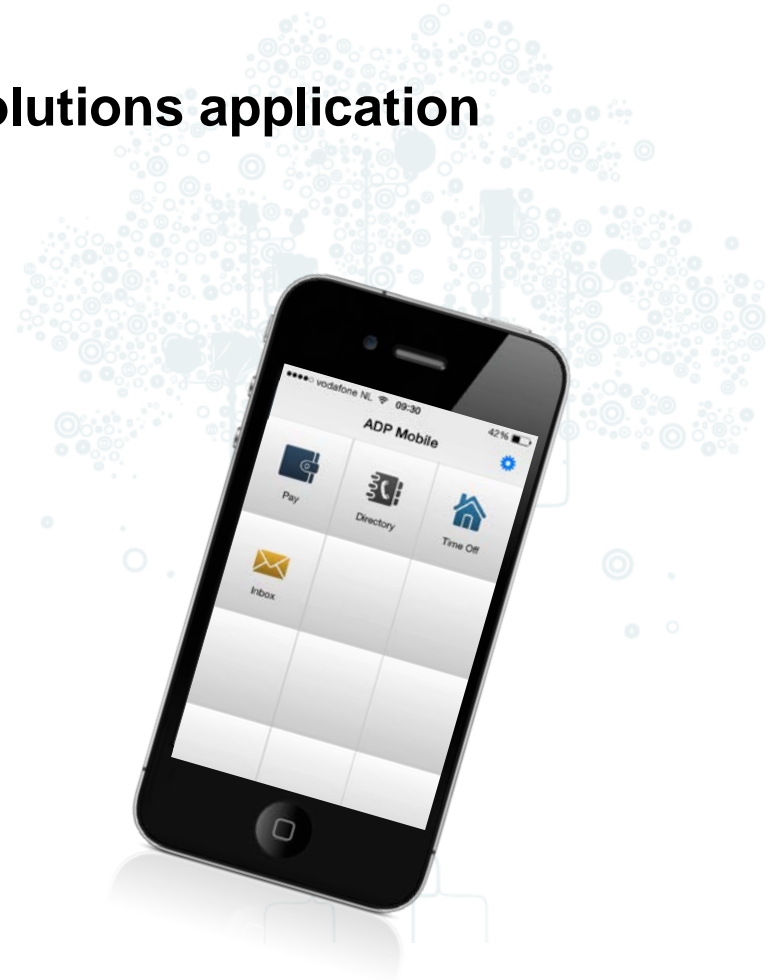 olutions application
vodafone NL 09:30 42%
ADP Mobile
Pay Directory Time Off
Inbox